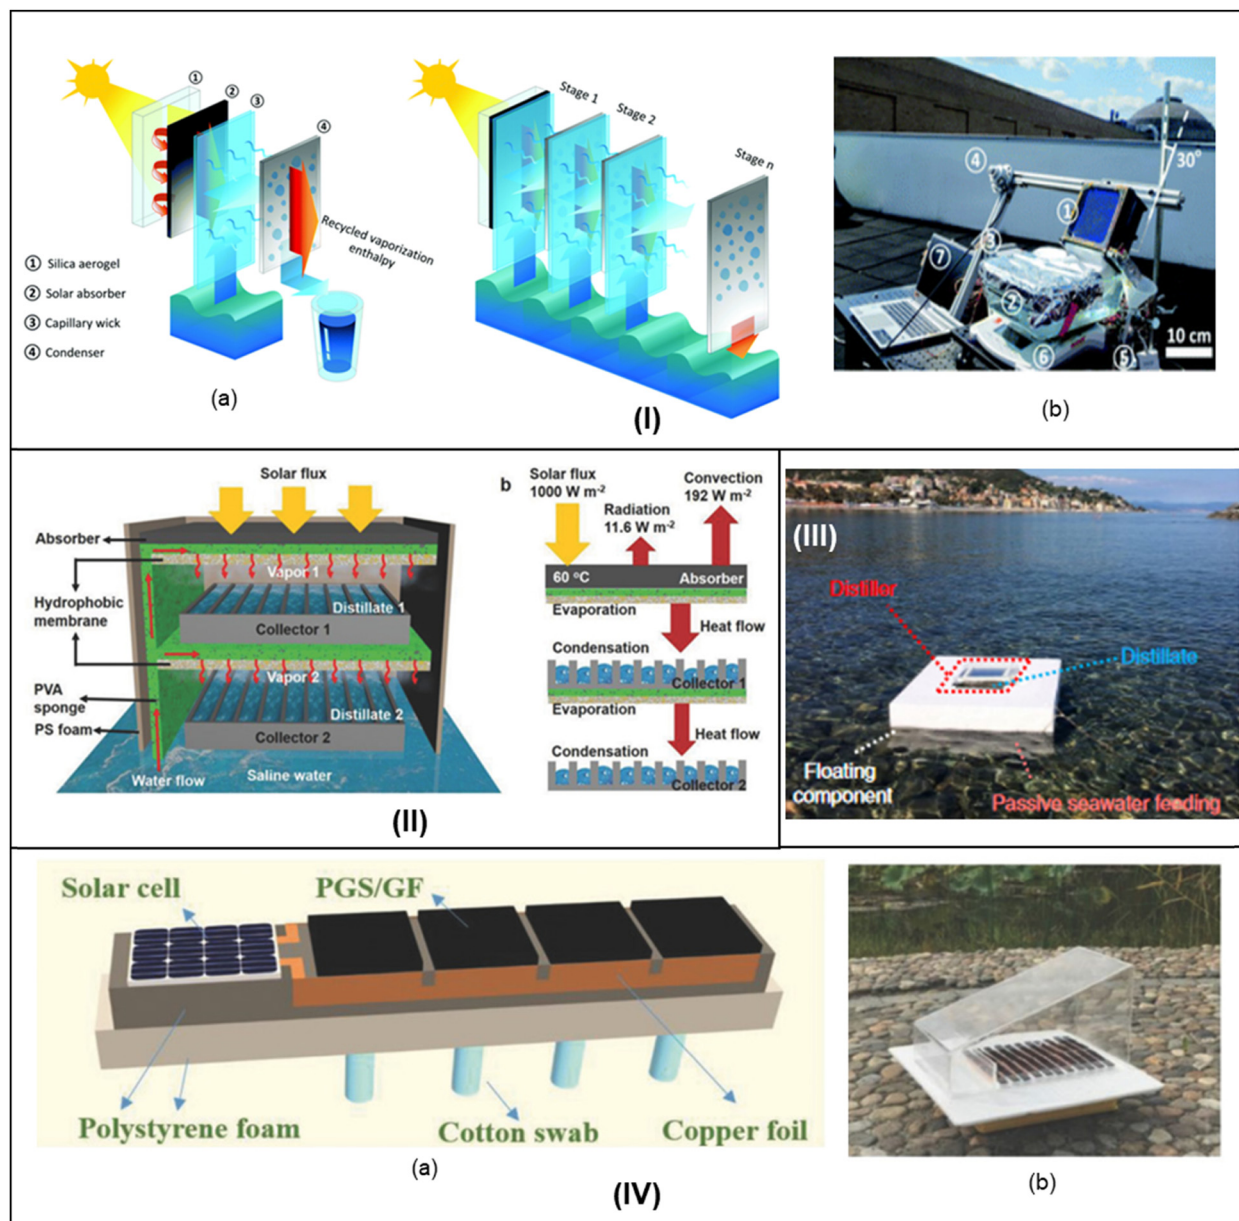 ①
②
③
④
① Silica aerogel
② Solar absorber
③ Capillary wick
④ Condenser
Recycled vaporization
enthalpy
(a)
Stage 1
Stage 2
Stage n
(I)
④
①
30°
③
⑦
②
⑥
⑤
10 cm
(b)
Solar flux
Absorber
Vapor 1
Hydrophobic
membrane
Distillate 1
Collector 1
Vapor 2
PVA
sponge
Distillate 2
PS foam
Collector 2
Water flow
Saline water
b
Solar flux
1000 W m⁻²
Radiation
11.6 W m⁻²
Convection
192 W m⁻²
60 °C
Absorber
Evaporation
Heat flow
Condensation
Collector 1
Evaporation
Heat flow
Condensation
Collector 2
(II)
(III)
Distiller
Distillate
Floating
component
Passive seawater feeding
Solar cell
PGS/GF
Polystyrene foam
Cotton swab
Copper foil
(a)
(b)
(IV)